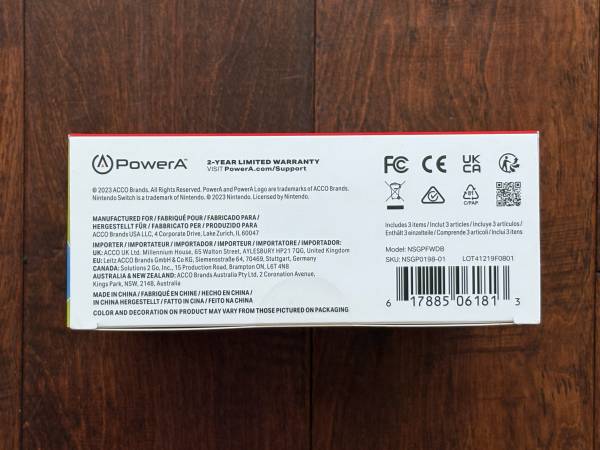 PowerA
2-YEAR LIMITED WARRANTY
VISIT PowerA.com/Support
© 2023 ACCO Brands. All Rights Reserved. PowerA and PowerA Logo are trademarks of ACCO Brands.
Nintendo Switch is a trademark of Nintendo. © 2023 Nintendo. Licensed by Nintendo.
MANUFACTURED FOR / FABRIQUÉ POUR / FABRICADO PARA /
HERGESTELLT FÜR / FABBRICATO PER / PRODUZIDO PARA
ACCO Brands USA LLC, 4 Corporate Drive, Lake Zurich, IL 60047
IMPORTER / IMPORTATEUR / IMPORTADOR / IMPORTEUR / IMPORTATORE / IMPORTADOR:
UK: ACCO UK Ltd. Millennium House, 65 Walton Street, AYLESBURY HP21 7QG, United Kingdom
EU: Leitz ACCO Brands GmbH & Co KG, Siemensstraße 64, 70469, Stuttgart, Germany
CANADA: Solutions 2 Go, Inc., 15 Production Road, Brampton ON, L6T 4N8
AUSTRALIA & NEW ZEALAND: ACCO Brands Australia Pty Ltd, 2 Coronation Avenue,
Kings Park, NSW, 2148, Australia
MADE IN CHINA / FABRIQUÉ EN CHINE / HECHO EN CHINA /
IN CHINA HERGESTELLT / FATTO IN CINA / FEITO NA CHINA
COLOR AND DECORATION ON PRODUCT MAY VARY FROM THOSE PICTURED ON PACKAGING
FC CE UK
CA
81
C/PAP
Includes 3 items / Inclut 3 articles / Incluye 3 artículos /
Enthält 3 einzelteile / Comprende 3 articoli / Inclui 3 itens
Model: NSGPFWDB
SKU: NSGP0198-01 LOT41219F0801
6 17885 06181 3